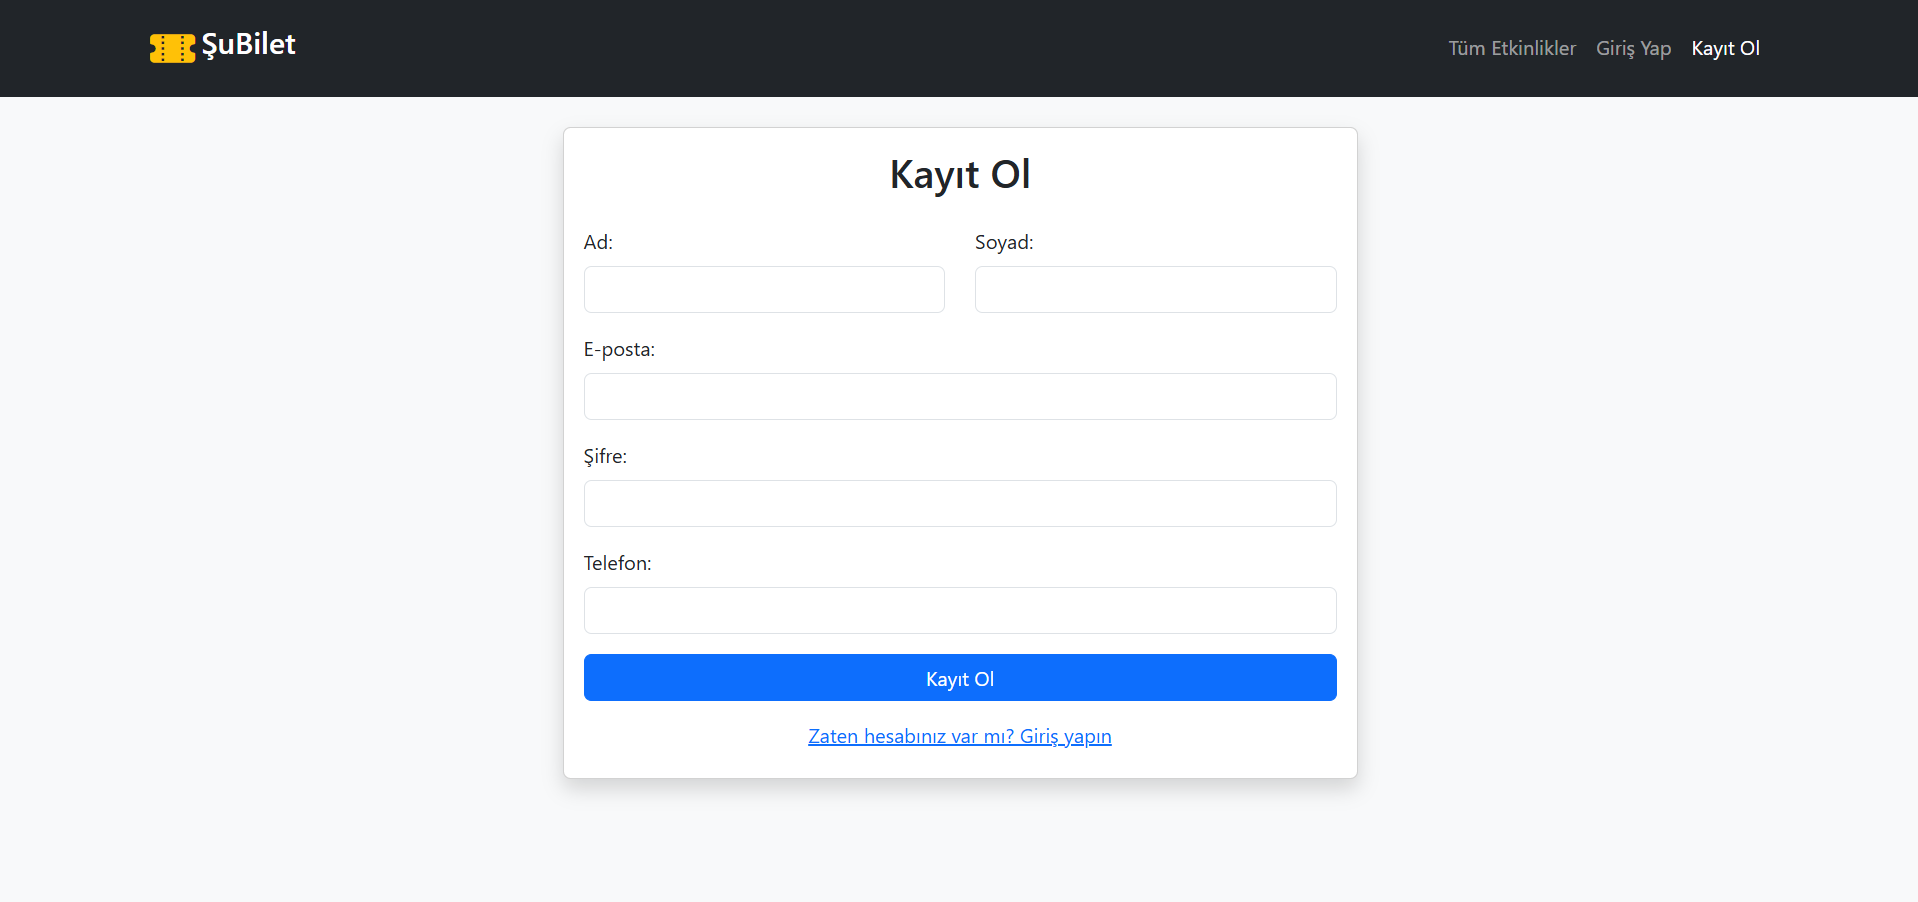 ŞuBilet
Tüm Etkinlikler Giriş Yap Kayıt Ol
Kayıt Ol
Ad: Soyad:
E-posta:
Şifre:
Telefon:
Kayıt Ol
Zaten hesabınız var mı? Giriş yapın